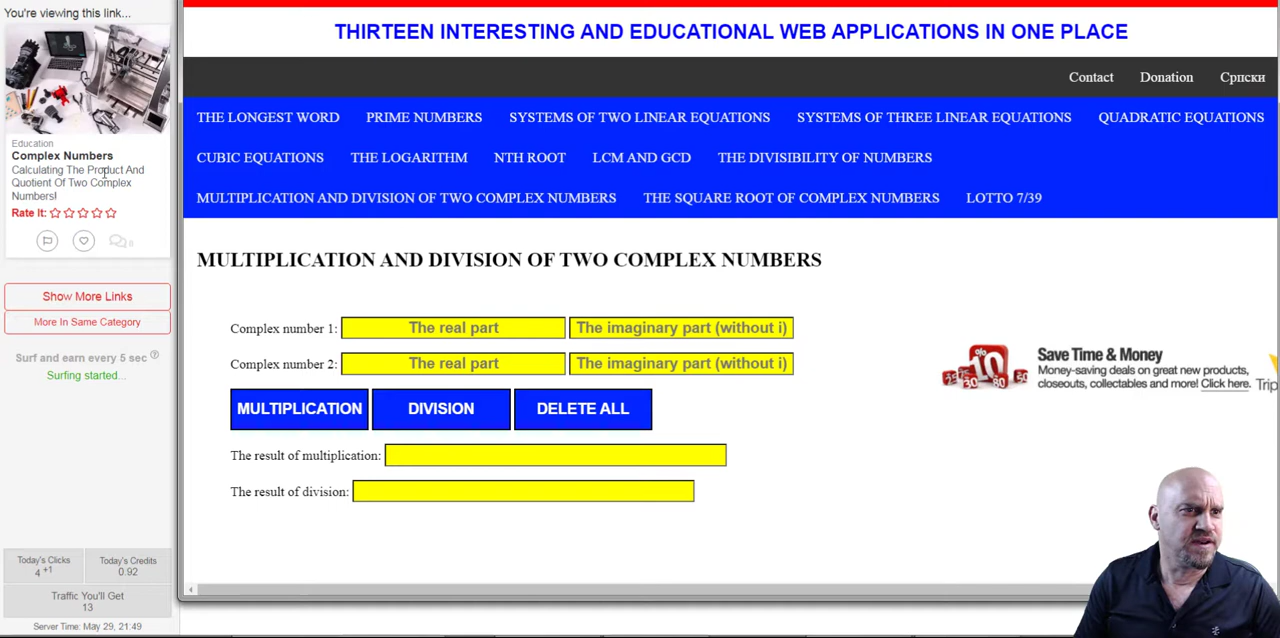 You're viewing this link...
Education
Complex Numbers
Calculating The Product And
Quotient Of Two Complex
Numbers!
Rate It:
0
Show More Links
More In Same Category
Surf and earn every 5 sec ?
Surfing started...
Today's Clicks
4 +1
Today's Credits
0.92
Traffic You'll Get
13
Server Time: May 29, 21:49
THIRTEEN INTERESTING AND EDUCATIONAL WEB APPLICATIONS IN ONE PLACE
Contact Donation Српски
THE LONGEST WORD PRIME NUMBERS SYSTEMS OF TWO LINEAR EQUATIONS SYSTEMS OF THREE LINEAR EQUATIONS QUADRATIC EQUATIONS
CUBIC EQUATIONS THE LOGARITHM NTH ROOT LCM AND GCD THE DIVISIBILITY OF NUMBERS
MULTIPLICATION AND DIVISION OF TWO COMPLEX NUMBERS THE SQUARE ROOT OF COMPLEX NUMBERS LOTTO 7/39
MULTIPLICATION AND DIVISION OF TWO COMPLEX NUMBERS
Complex number 1: The real part The imaginary part (without i)
Complex number 2: The real part The imaginary part (without i)
MULTIPLICATION DIVISION DELETE ALL
The result of multiplication:
The result of division:
Save Time & Money
Money-saving deals on great new products,
closeouts, collectables and more! Click here. Trip